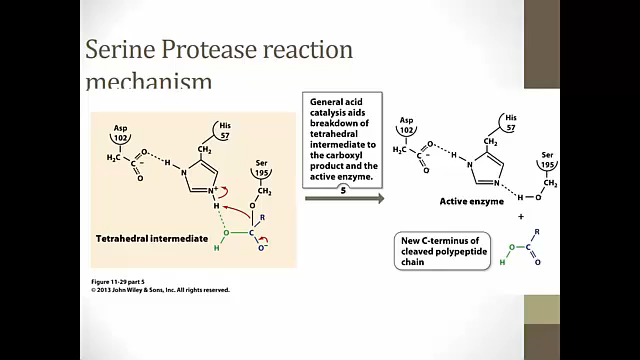 Serine Protease reaction
mechanism
Asp
102
His
57
Ser
195
H₂C
C
O
O
−
H
N
N⁺
H
CH₂
CH₂
O
R
C
O
H
O⁻
Tetrahedral intermediate
General acid
catalysis aids
breakdown of
tetrahedral
intermediate to
the carboxyl
product and the
active enzyme.
5
Asp
102
His
57
Ser
195
H₂C
C
O
O
−
H
N
N
CH₂
CH₂
H
O
Active enzyme
+
New C-terminus of
cleaved polypeptide
chain
R
O
C
H
O
Figure 11-29 part 5
© 2013 John Wiley & Sons, Inc. All rights reserved.